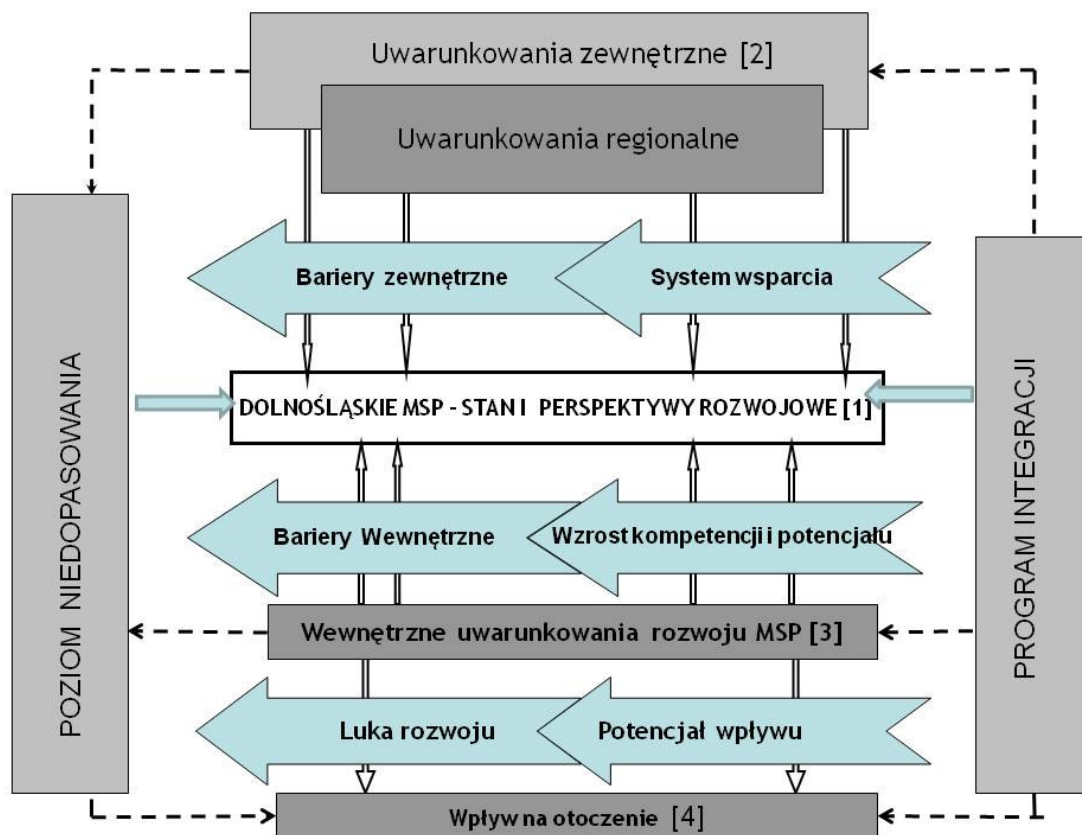 Uwarunkowania zewnętrzne [2]
Uwarunkowania regionalne
Bariery zewnętrzne
System wsparcia
POZIOM NIEDOPASOWANIA
DOLNOŚLĄSKIE MSP - STAN I PERSPEKTYWY ROZWOJOWE [1]
PROGRAM INTEGRACJI
Bariery Wewnętrzne
Wzrost kompetencji i potencjału
Wewnętrzne uwarunkowania rozwoju MSP [3]
Luka rozwoju
Potencjał wpływu
Wpływ na otoczenie [4]